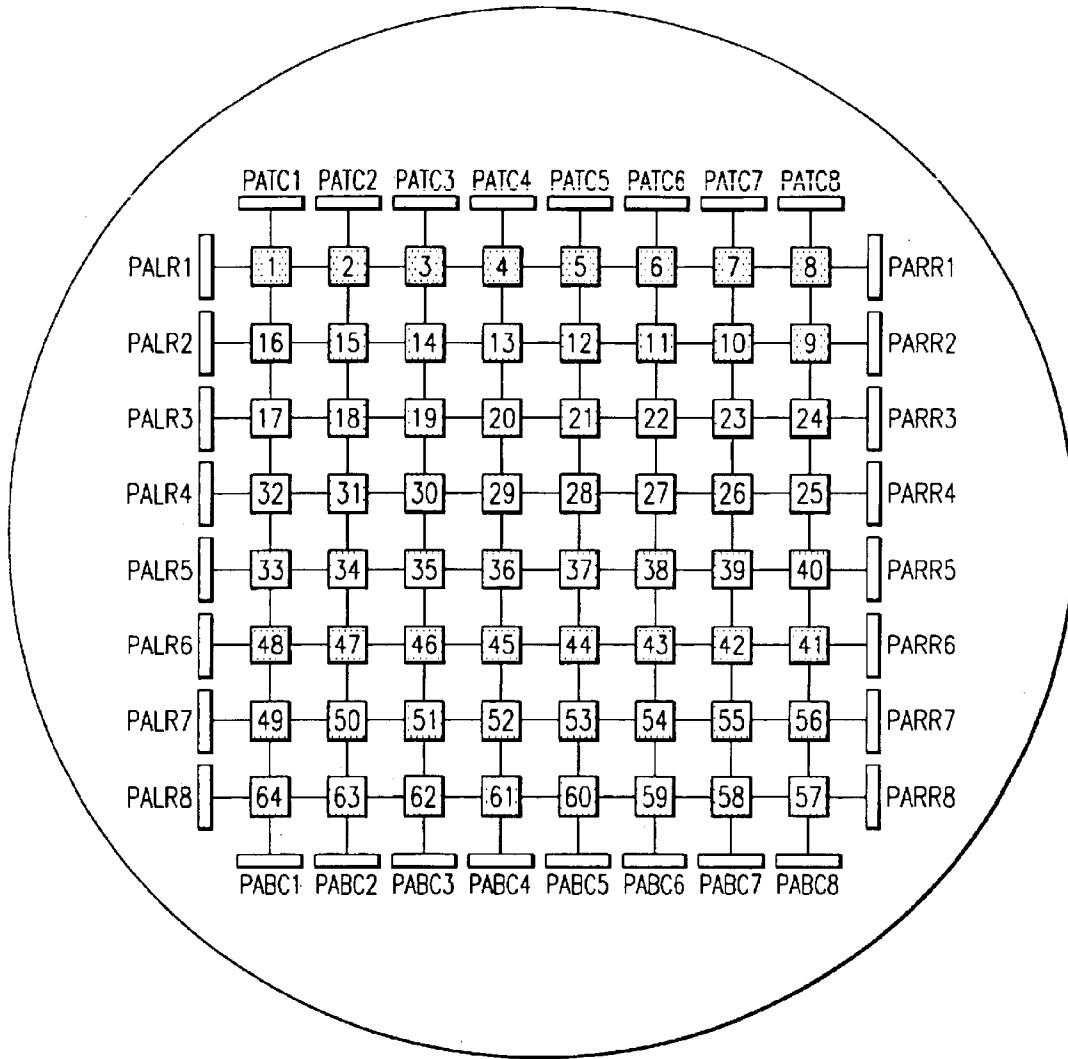 PATC1 PATC2 PATC3 PATC4 PATC5 PATC6 PATC7 PATC8
PALR1 1 2 3 4 5 6 7 8 PARR1
PALR2 16 15 14 13 12 11 10 9 PARR2
PALR3 17 18 19 20 21 22 23 24 PARR3
PALR4 32 31 30 29 28 27 26 25 PARR4
PALR5 33 34 35 36 37 38 39 40 PARR5
PALR6 48 47 46 45 44 43 42 41 PARR6
PALR7 49 50 51 52 53 54 55 56 PARR7
PALR8 64 63 62 61 60 59 58 57 PARR8
PABC1 PABC2 PABC3 PABC4 PABC5 PABC6 PABC7 PABC8